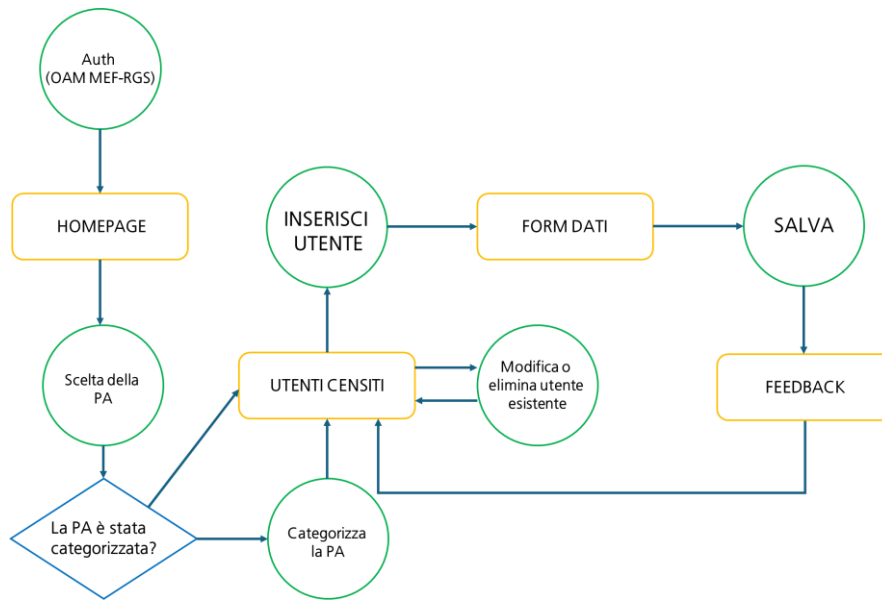 Auth
(OAM MEF-RGS)
HOMEPAGE
Scelta della
PA
La PA è stata
categorizzata?
Categorizza
la PA
UTENTI CENSITI
Modifica o
elimina utente
esistente
INSERISCI
UTENTE
FORM DATI
SALVA
FEEDBACK